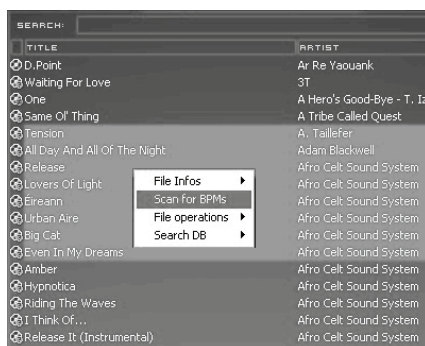 SEARCH:
TITLE ARTIST
D.Point Ar Re Yaouank
Waiting For Love 3T
One A Hero's Good-Bye - T. Iz
Same Ol' Thing A Tribe Called Quest
Tension A. Taillefer
All Day And All Of The Night Adam Blackwell
Release Afro Celt Sound System
Lovers Of Light Afro Celt Sound System
Eireann Afro Celt Sound System
Urban Aire Afro Celt Sound System
Big Cat Afro Celt Sound System
Even In My Dreams Afro Celt Sound System
Amber Afro Celt Sound System
Hypnotica Afro Celt Sound System
Riding The Waves Afro Celt Sound System
I Think Of... Afro Celt Sound System
Release It (Instrumental) Afro Celt Sound System
File Infos
Scan for BPMs
File operations
Search DB